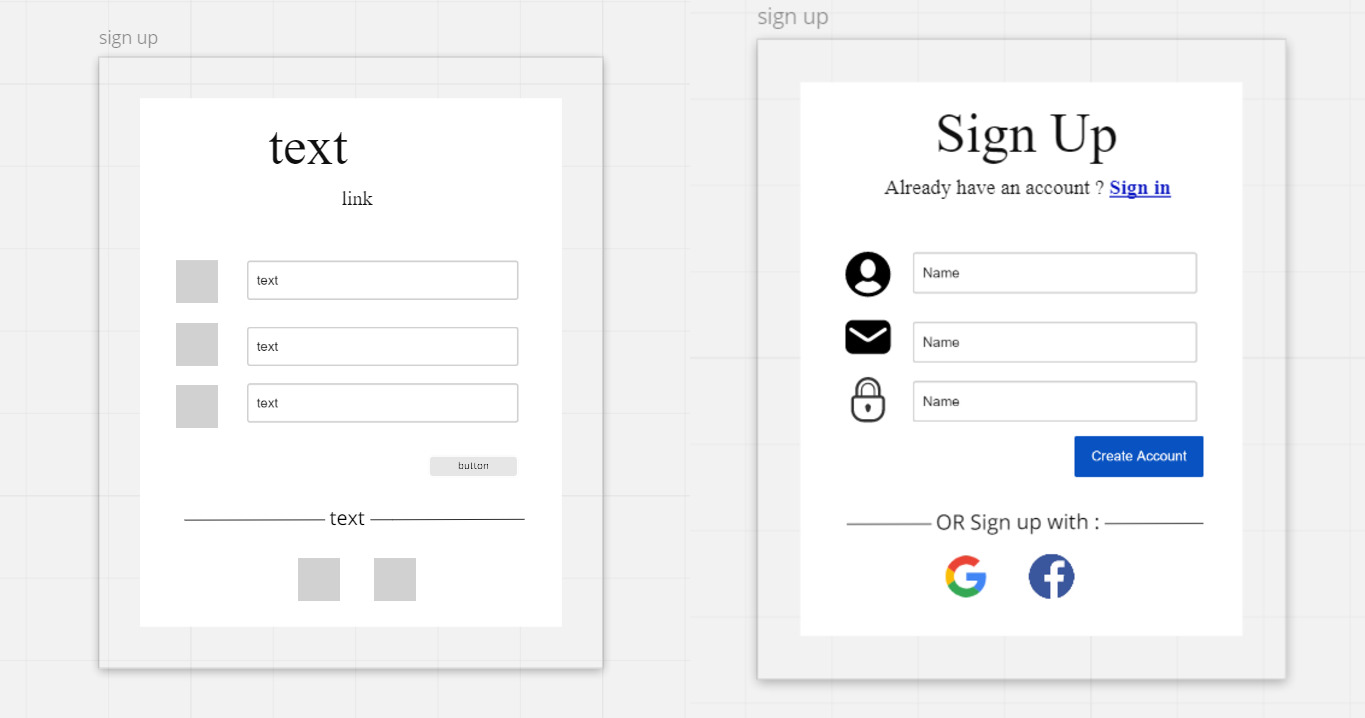 sign up
text
link
text
text
text
button
text
sign up
Sign Up
Already have an account ? Sign in
Name
Name
Name
Create Account
OR Sign up with :